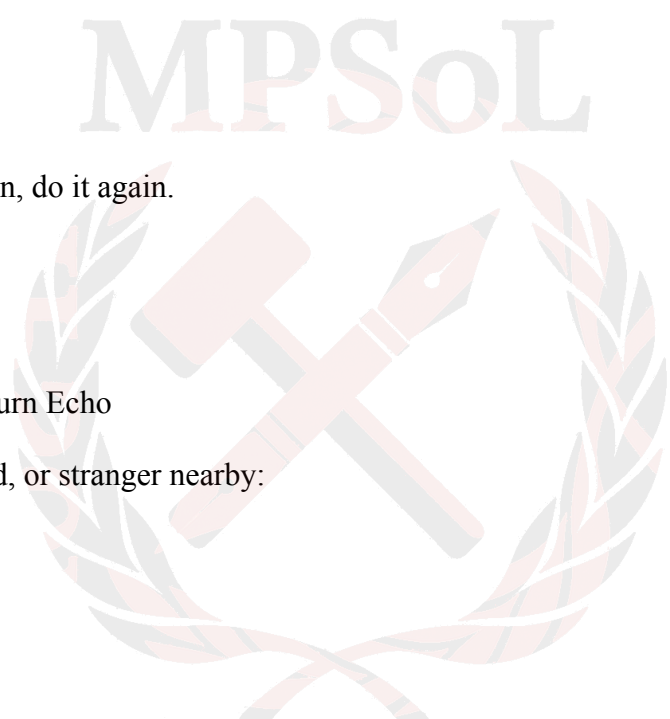 MPSoL
n, do it again.
urn Echo
d, or stranger nearby: